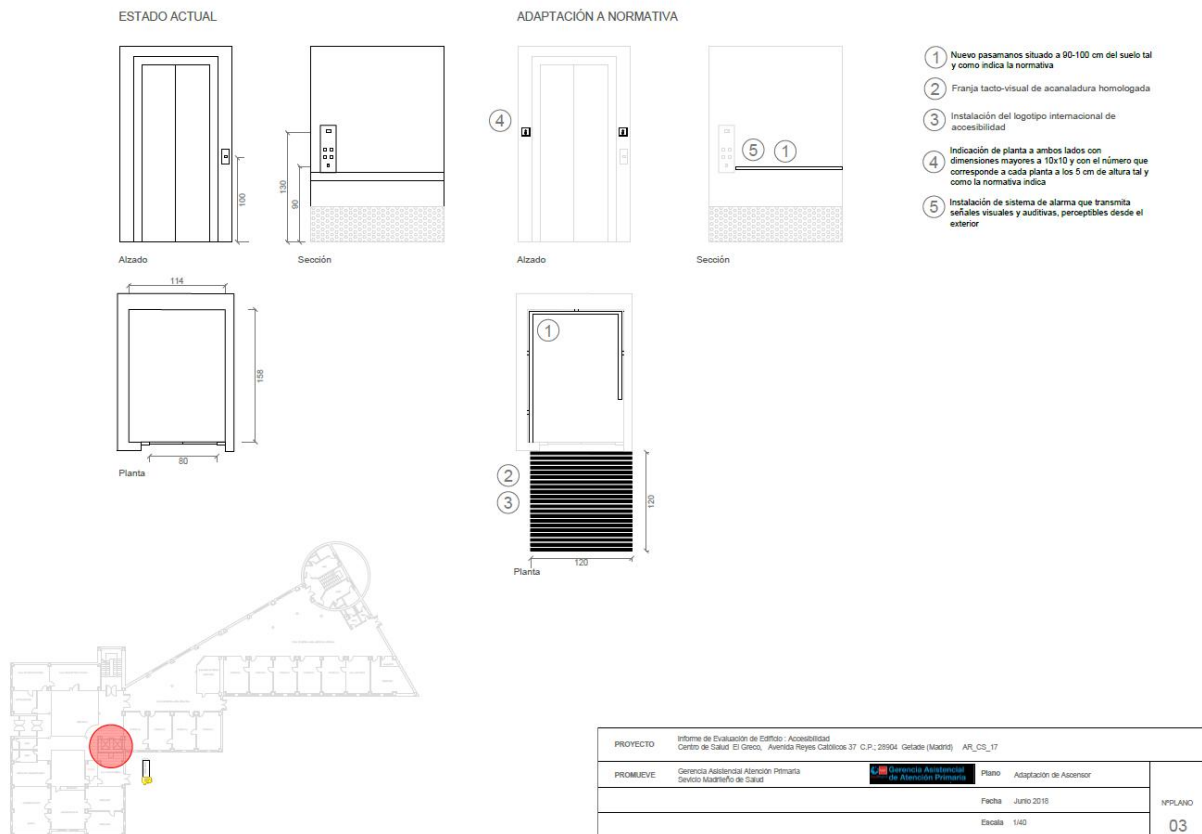 ESTADO ACTUAL
ADAPTACIÓN A NORMATIVA
1 Nuevo pasamanos situado a 90-100 cm del suelo tal
y como indica la normativa
2 Franja tacto-visual de acanaladura homologada
3 Instalación del logotipo internacional de
accesibilidad
4 Indicación de planta a ambos lados con
dimensiones mayores a 10x10 y con el número que
corresponde a cada planta a los 5 cm de altura tal y
como la normativa indica
5 Instalación de sistema de alarma que transmita
señales visuales y auditivas, perceptibles desde el
exterior
100
130
90
4
5 1
Alzado
Sección
Alzado
Sección
114
158
80
Planta
1
2
3
120
120
Planta
PROYECTO
Informe de Evaluación de Edificio : Accesibilidad
Centro de Salud El Greco, Avenida Reyes Católicos 37 C.P.; 28904 Getafe (Madrid) AR_CS_17
PROMUEVE
Gerencia Asistencial Atención Primaria
Sevicio Madrileño de Salud
Gerencia Asistencial
de Atención Primaria
Plano Adaptación de Ascensor
Fecha Junio 2018
Escala 1/40
NºPLANO
03